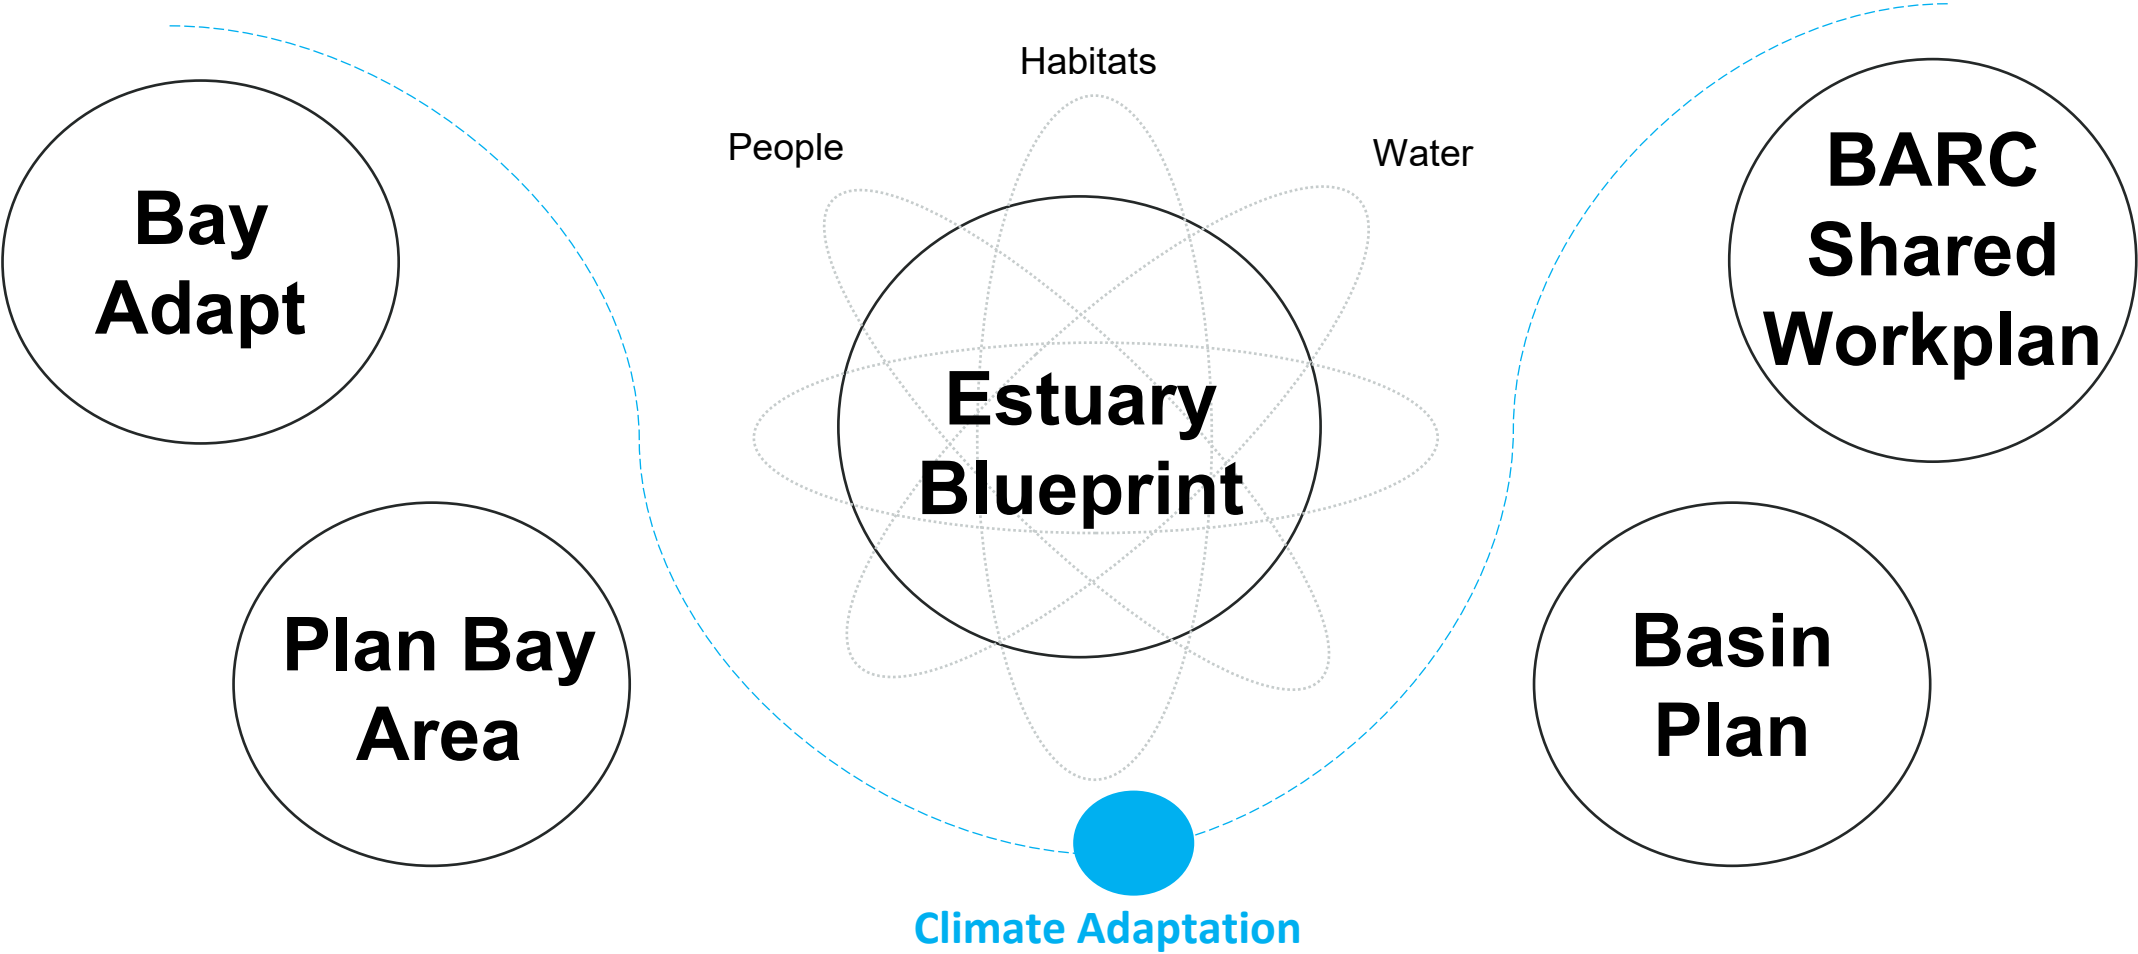 Habitats
People
Water
Bay
Adapt
BARC
Shared
Workplan
Estuary
Blueprint
Plan Bay
Area
Basin
Plan
Climate Adaptation